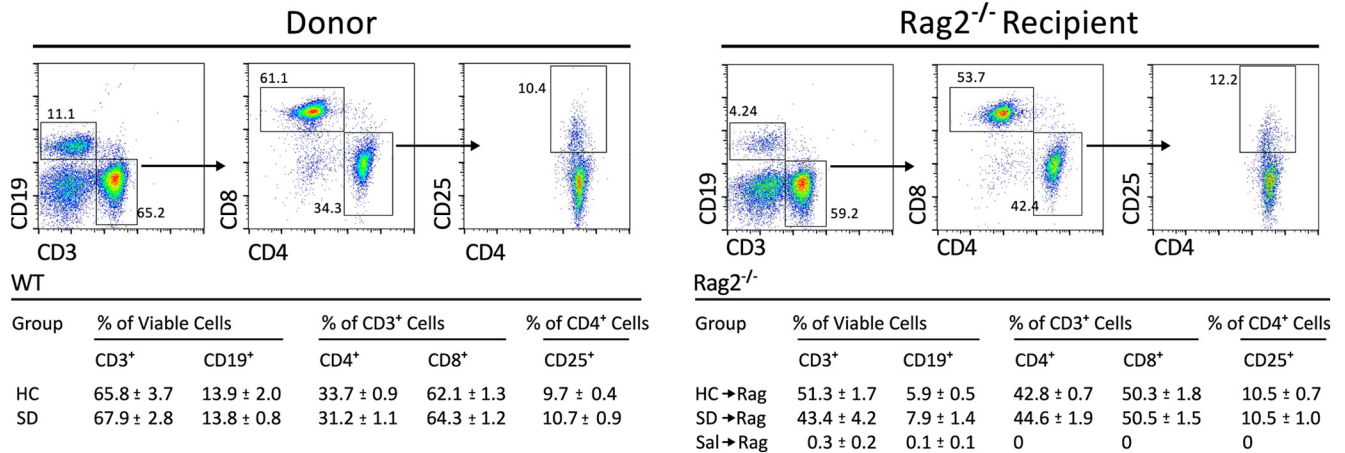 Donor
Rag2-/- Recipient
11.1
65.2
CD19
CD3
61.1
34.3
CD8
CD4
10.4
CD25
CD4
4.24
59.2
CD19
CD3
53.7
42.4
CD8
CD4
12.2
CD25
CD4
WT
Group % of Viable Cells % of CD3+ Cells % of CD4+ Cells
CD3+ CD19+ CD4+ CD8+ CD25+
HC 65.8 ± 3.7 13.9 ± 2.0 33.7 ± 0.9 62.1 ± 1.3 9.7 ± 0.4
SD 67.9 ± 2.8 13.8 ± 0.8 31.2 ± 1.1 64.3 ± 1.2 10.7 ± 0.9
Rag2-/-
Group % of Viable Cells % of CD3+ Cells % of CD4+ Cells
CD3+ CD19+ CD4+ CD8+ CD25+
HC→Rag 51.3 ± 1.7 5.9 ± 0.5 42.8 ± 0.7 50.3 ± 1.8 10.5 ± 0.7
SD→Rag 43.4 ± 4.2 7.9 ± 1.4 44.6 ± 1.9 50.5 ± 1.5 10.5 ± 1.0
Sal→Rag 0.3 ± 0.2 0.1 ± 0.1 0 0 0